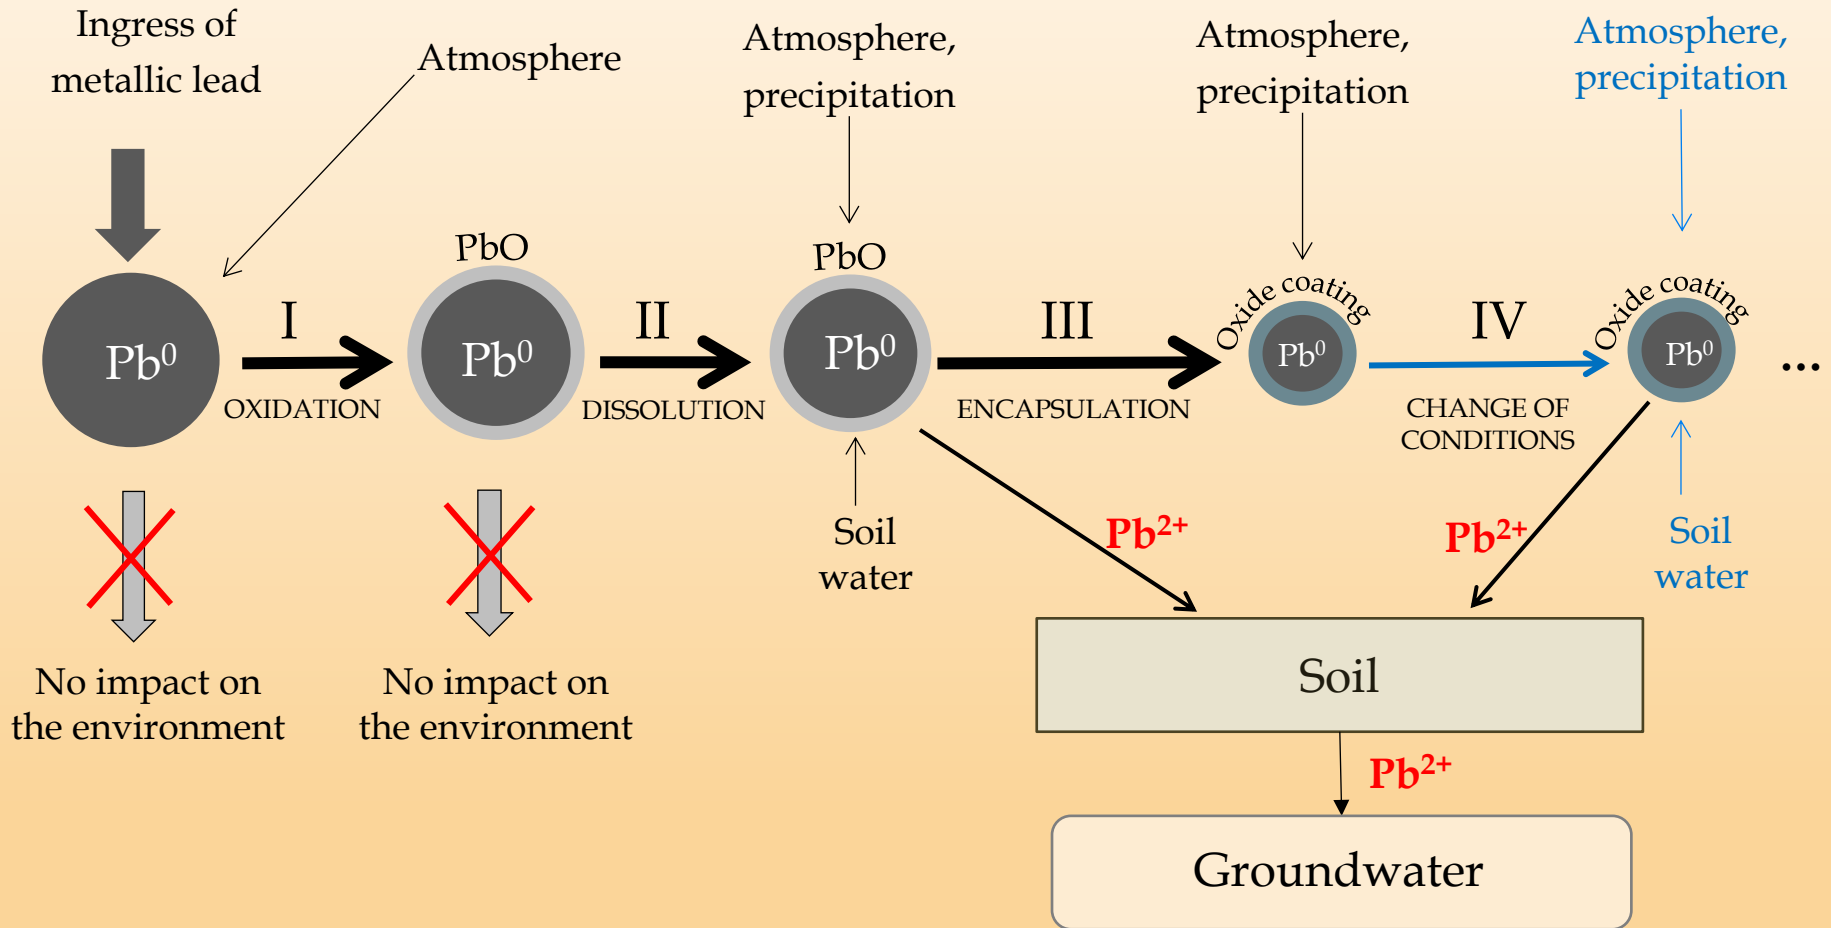 Ingress of
metallic lead
Atmosphere
Atmosphere,
precipitation
Atmosphere,
precipitation
Atmosphere,
precipitation
Pb⁰
I
OXIDATION
PbO
Pb⁰
II
DISSOLUTION
PbO
Pb⁰
III
ENCAPSULATION
Oxide coating
Pb⁰
IV
CHANGE OF
CONDITIONS
Oxide coating
Pb⁰
...
Soil
water
Pb²⁺
Pb²⁺
Soil
water
No impact on
the environment
No impact on
the environment
Soil
Pb²⁺
Groundwater